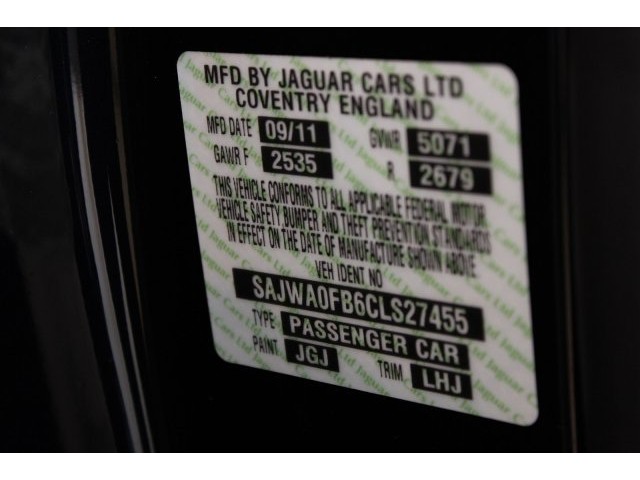 MFD BY JAGUAR CARS LTD
COVENTRY ENGLAND
MFD DATE 09/11 GVWR 5071
GAWR F 2535 R 2679
THIS VEHICLE CONFORMS TO ALL APPLICABLE FEDERAL MOTOR
VEHICLE SAFETY BUMPER AND THEFT PREVENTION STANDARDS
IN EFFECT ON THE DATE OF MANUFACTURE SHOWN ABOVE
VEH IDENT NO
SAJWA0FB6CLS27455
TYPE PASSENGER CAR
PAINT JGJ TRIM LHJ